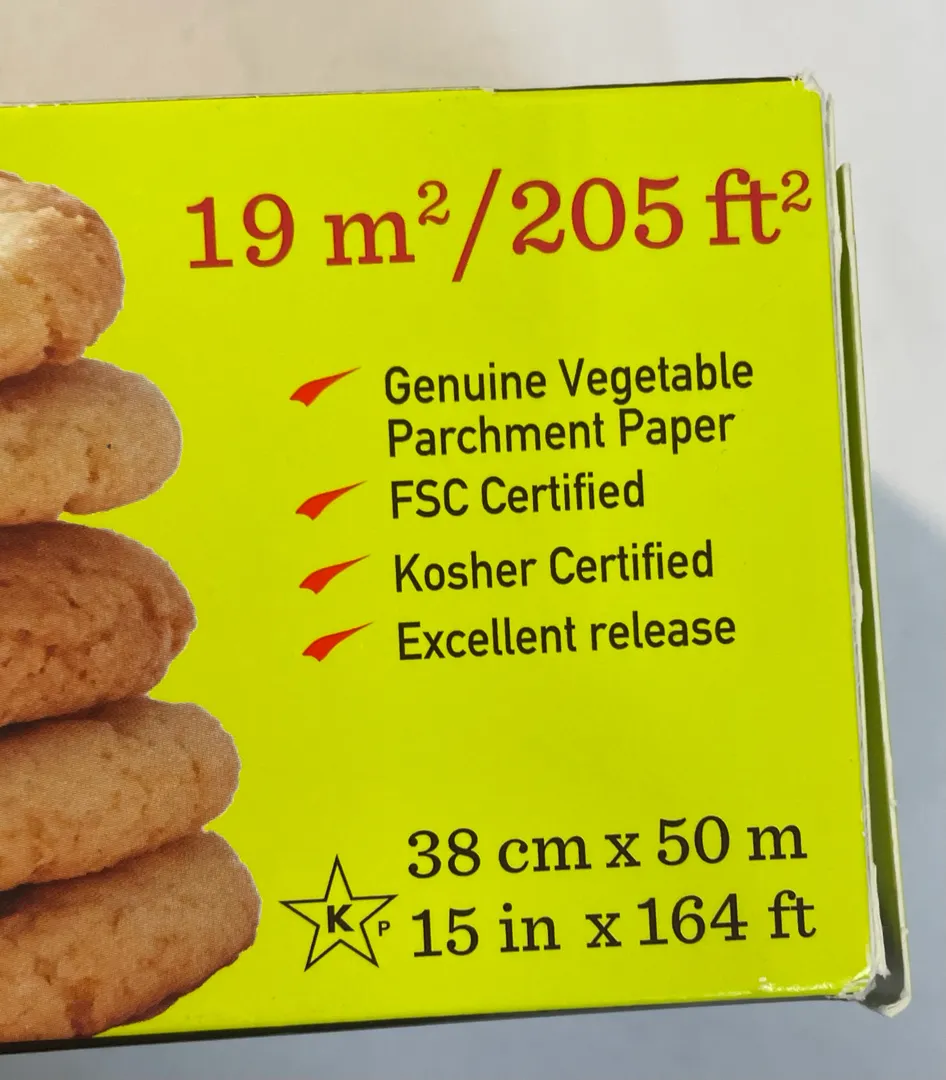 19 m²/205 ft²
Genuine Vegetable
Parchment Paper
FSC Certified
Kosher Certified
Excellent release
38 cm x 50 m
K P 15 in x 164 ft